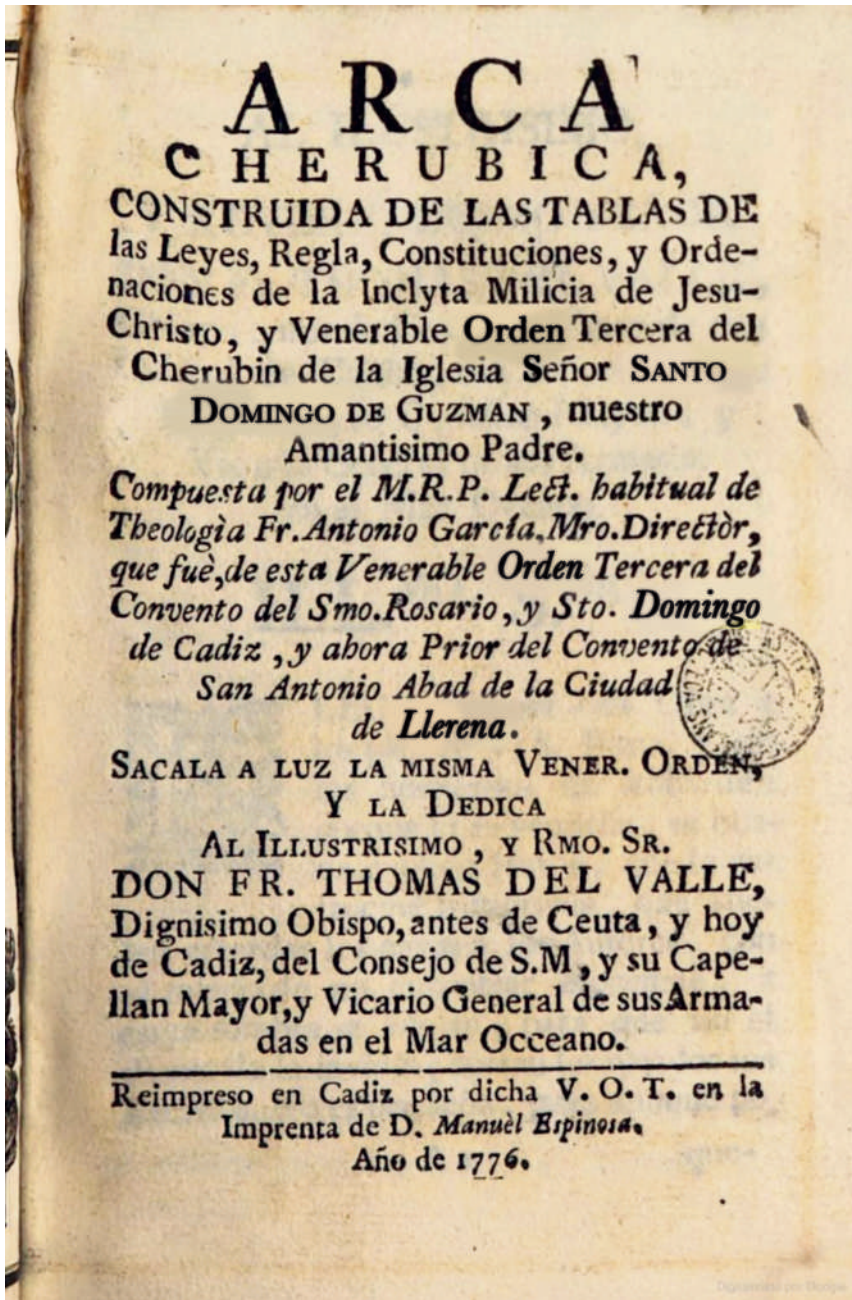 ARCA
CHERUBICA,
CONSTRUIDA DE LAS TABLAS DE
las Leyes, Regla, Constituciones, y Orde-
naciones de la Inclyta Milicia de Jesu-
Christo, y Venerable Orden Tercera del
Cherubin de la Iglesia Señor SANTO
DOMINGO DE GUZMAN, nuestro
Amantisimo Padre.
Compuesta por el M.R.P. Lect. habitual de
Theologìa Fr. Antonio García, Mro. Directòr,
que fuè, de esta Venerable Orden Tercera del
Convento del Smo. Rosario, y Sto. Domingo
de Cadiz, y ahora Prior del Convento de
San Antonio Abad de la Ciudad
de Llerena.
SACALA A LUZ LA MISMA VENER. ORDEN,
Y LA DEDICA
AL ILLUSTRISIMO, Y RMO. SR.
DON FR. THOMAS DEL VALLE,
Dignisimo Obispo, antes de Ceuta, y hoy
de Cadiz, del Consejo de S.M, y su Cape-
llan Mayor, y Vicario General de sus Arma-
das en el Mar Occeano.
Reimpreso en Cadiz por dicha V. O. T. en la
Imprenta de D. Manuèl Espinosa.
Año de 1776.